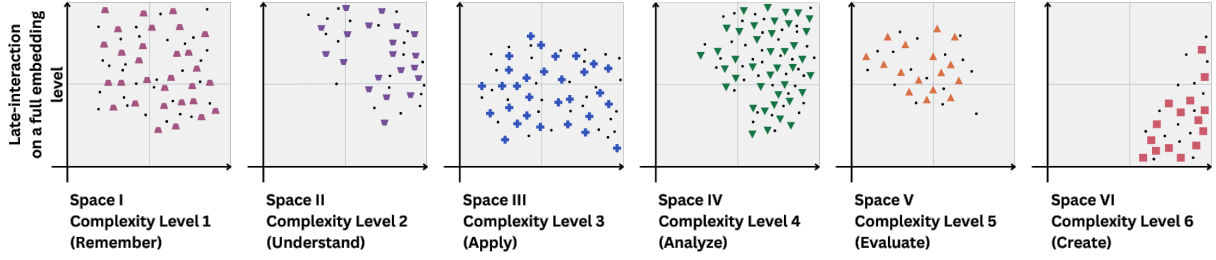 Late-interaction
on a full embedding
level
Space I
Complexity Level 1
(Remember)
Space II
Complexity Level 2
(Understand)
Space III
Complexity Level 3
(Apply)
Space IV
Complexity Level 4
(Analyze)
Space V
Complexity Level 5
(Evaluate)
Space VI
Complexity Level 6
(Create)